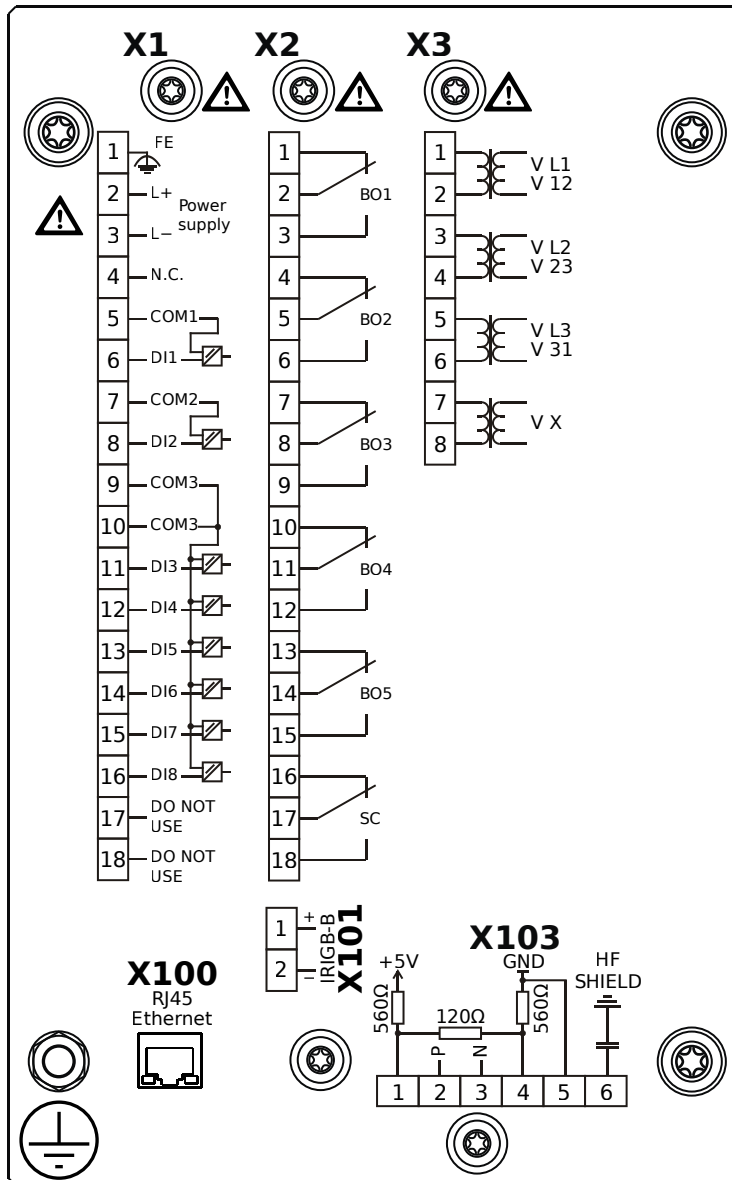 X1
X2
X3
1 FE
2 L+
Power
supply
3 L−
4 N.C.
5 COM1
6 DI1
7 COM2
8 DI2
9 COM3
10 COM3
11 DI3
12 DI4
13 DI5
14 DI6
15 DI7
16 DI8
17 DO NOT
USE
18 DO NOT
USE
1
2 BO1
3
4
5 BO2
6
7
8 BO3
9
10
11 BO4
12
13
14 BO5
15
16
17 SC
18
1 V L1
2 V 12
3 V L2
4 V 23
5 V L3
6 V 31
7 V X
8
1 +
2 −
IRIGB-B
X101
X100
RJ45
Ethernet
X103
+5V
GND
HF
SHIELD
560Ω
120Ω
560Ω
P
N
1 2 3 4 5 6